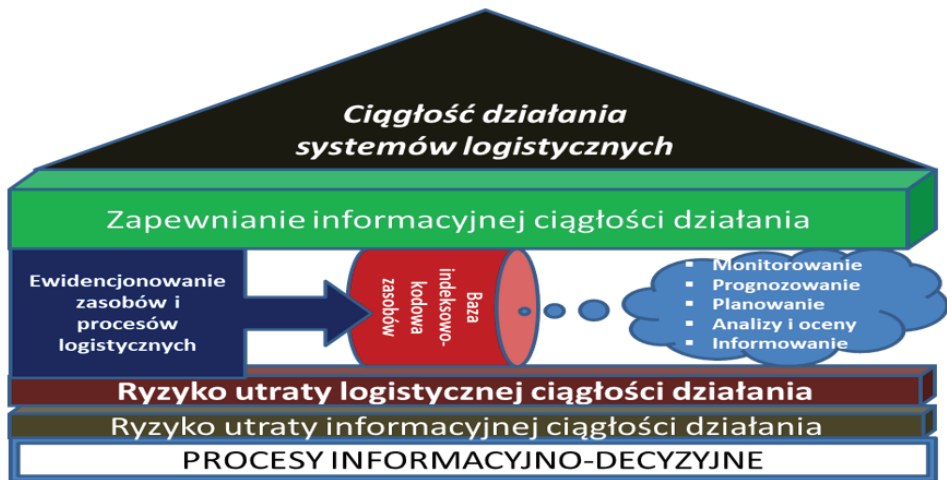 Ciągłość działania
systemów logistycznych
Zapewnianie informacyjnej ciągłości działania
Ewidencjonowanie
zasobów i
procesów
logistycznych
Baza
indeksowo-
kodowa
zasobów
▪ Monitorowanie
▪ Prognozowanie
▪ Planowanie
▪ Analizy i oceny
▪ Informowanie
Ryzyko utraty logistycznej ciągłości działania
Ryzyko utraty informacyjnej ciągłości działania
PROCESY INFORMACYJNO-DECYZYJNE